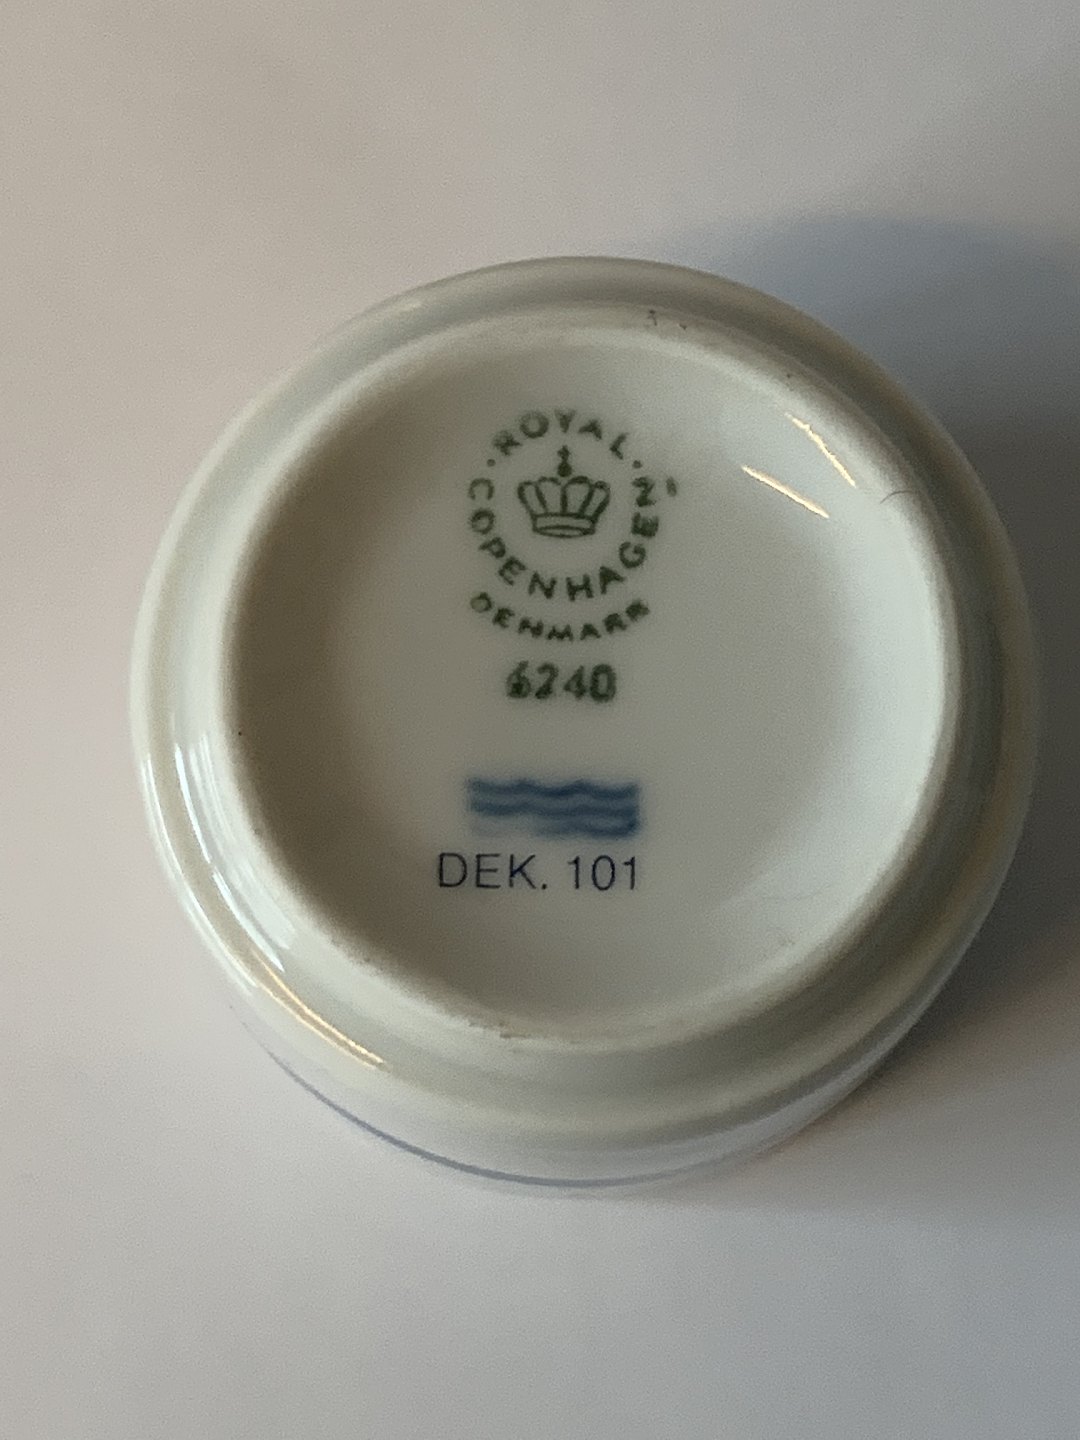 ROYAL
COPENHAGEN
DENMARK
6240
DEK. 101